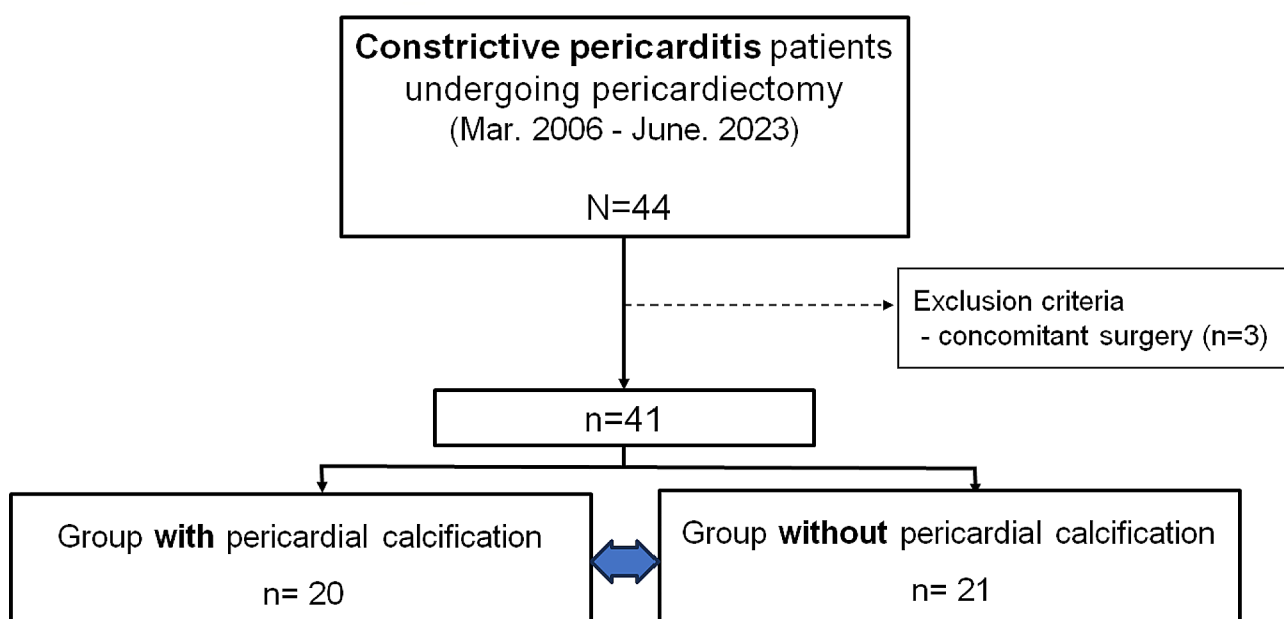 Constrictive pericarditis patients
undergoing pericardiectomy
(Mar. 2006 - June. 2023)
N=44
Exclusion criteria
- concomitant surgery (n=3)
n=41
Group with pericardial calcification
n= 20
Group without pericardial calcification
n= 21